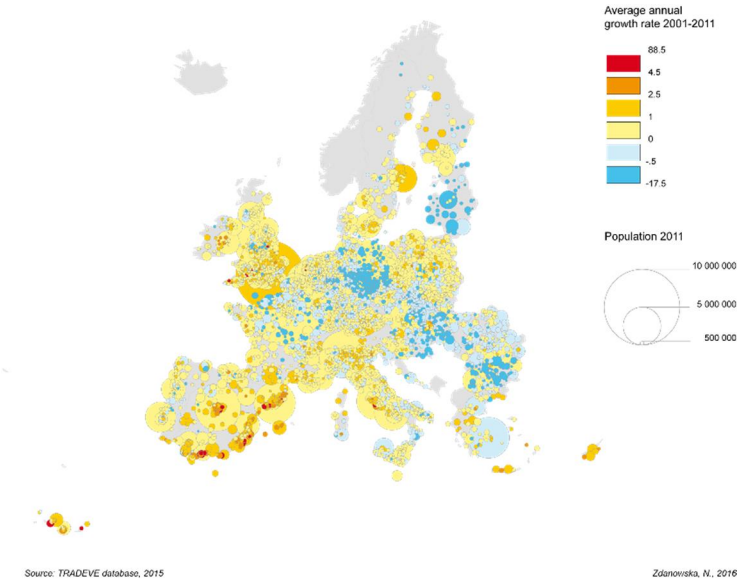 Average annual
growth rate 2001-2011
88.5
4.5
2.5
1
0
-.5
-17.5
Population 2011
10 000 000
5 000 000
500 000
Source: TRADEVE database, 2015
Zdanowska, N., 2016